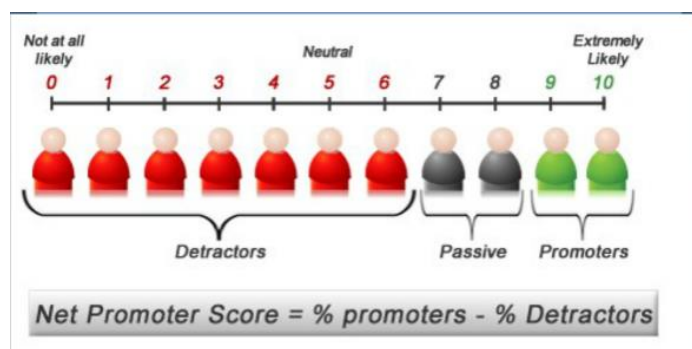 Not at all likely
Neutral
Extremely Likely
0 1 2 3 4 5 6 7 8 9 10
Detractors Passive Promoters
Net Promoter Score = % promoters - % Detractors